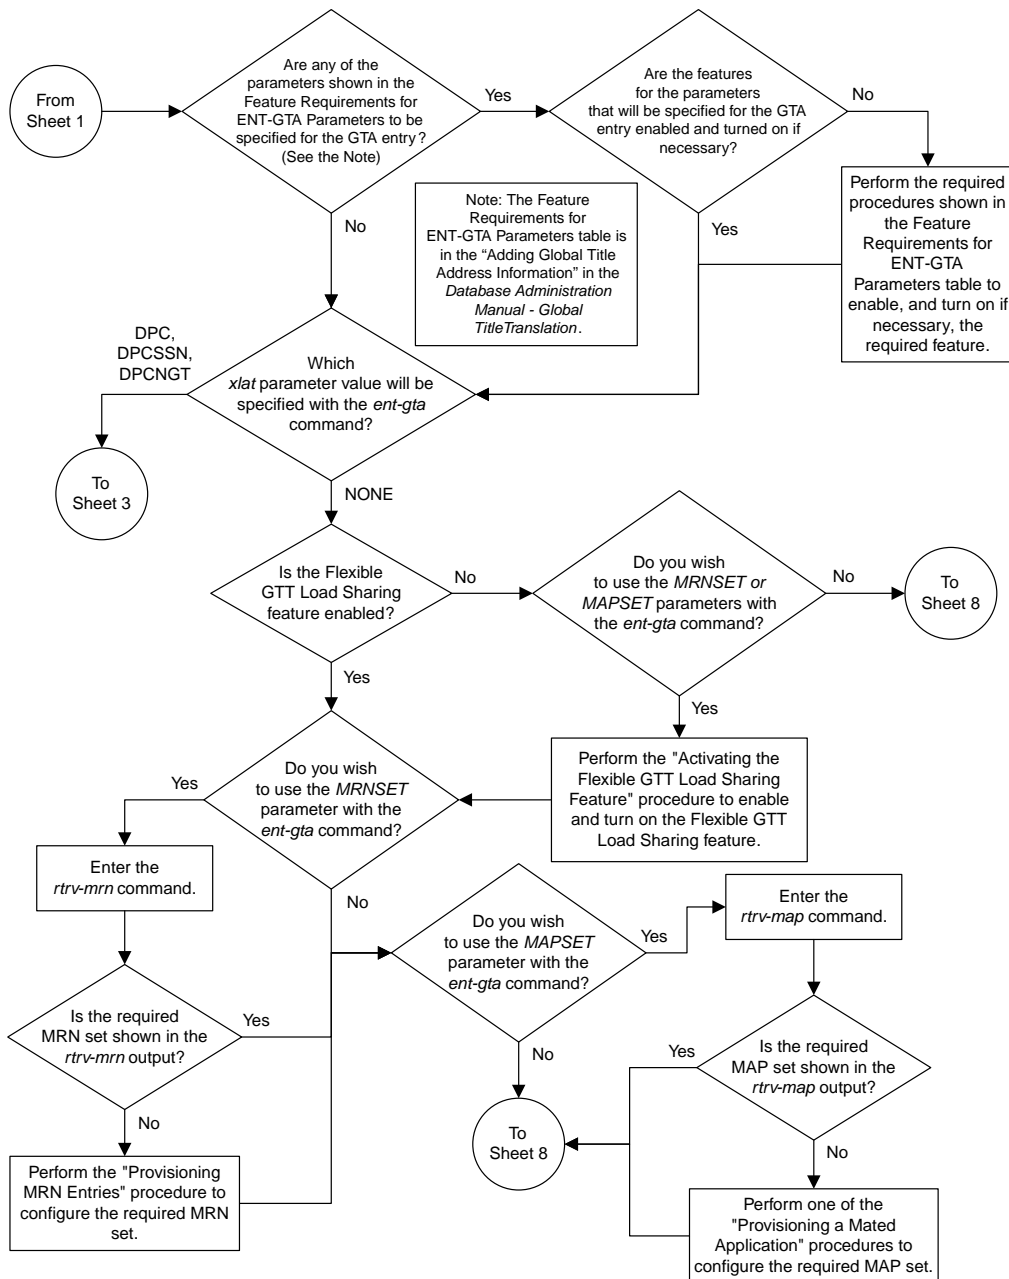 From
Sheet 1
Are any of the
parameters shown in the
Feature Requirements for
ENT-GTA Parameters to be
specified for the GTA entry?
(See the Note)
Yes
Are the features
for the parameters
that will be specified for the GTA
entry enabled and turned on if
necessary?
No
Perform the required
procedures shown in
the Feature
Requirements for
ENT-GTA
Parameters table to
enable, and turn on if
necessary, the
required feature.
No
Note: The Feature
Requirements for
ENT-GTA Parameters table is
in the “Adding Global Title
Address Information” in the
Database Administration
Manual - Global
TitleTranslation.
Yes
DPC,
DPCSSN,
DPCNGT
Which
xlat parameter value will be
specified with the ent-gta
command?
To
Sheet 3
NONE
Is the Flexible
GTT Load Sharing
feature enabled?
No
Do you wish
to use the MRNSET or
MAPSET parameters with
the ent-gta command?
No
To
Sheet 8
Yes
Yes
Perform the "Activating the
Flexible GTT Load Sharing
Feature" procedure to enable
and turn on the Flexible GTT
Load Sharing feature.
Do you wish
to use the MRNSET
parameter with the
ent-gta command?
Yes
Enter the
rtrv-mrn command.
No
Do you wish
to use the MAPSET
parameter with the
ent-gta command?
Yes
Enter the
rtrv-map command.
Is the required
MRN set shown in the
rtrv-mrn output?
Yes
No
Perform the "Provisioning
MRN Entries" procedure to
configure the required MRN
set.
No
To
Sheet 8
Yes
Is the required
MAP set shown in the
rtrv-map output?
No
Perform one of the
"Provisioning a Mated
Application" procedures to
configure the required MAP set.